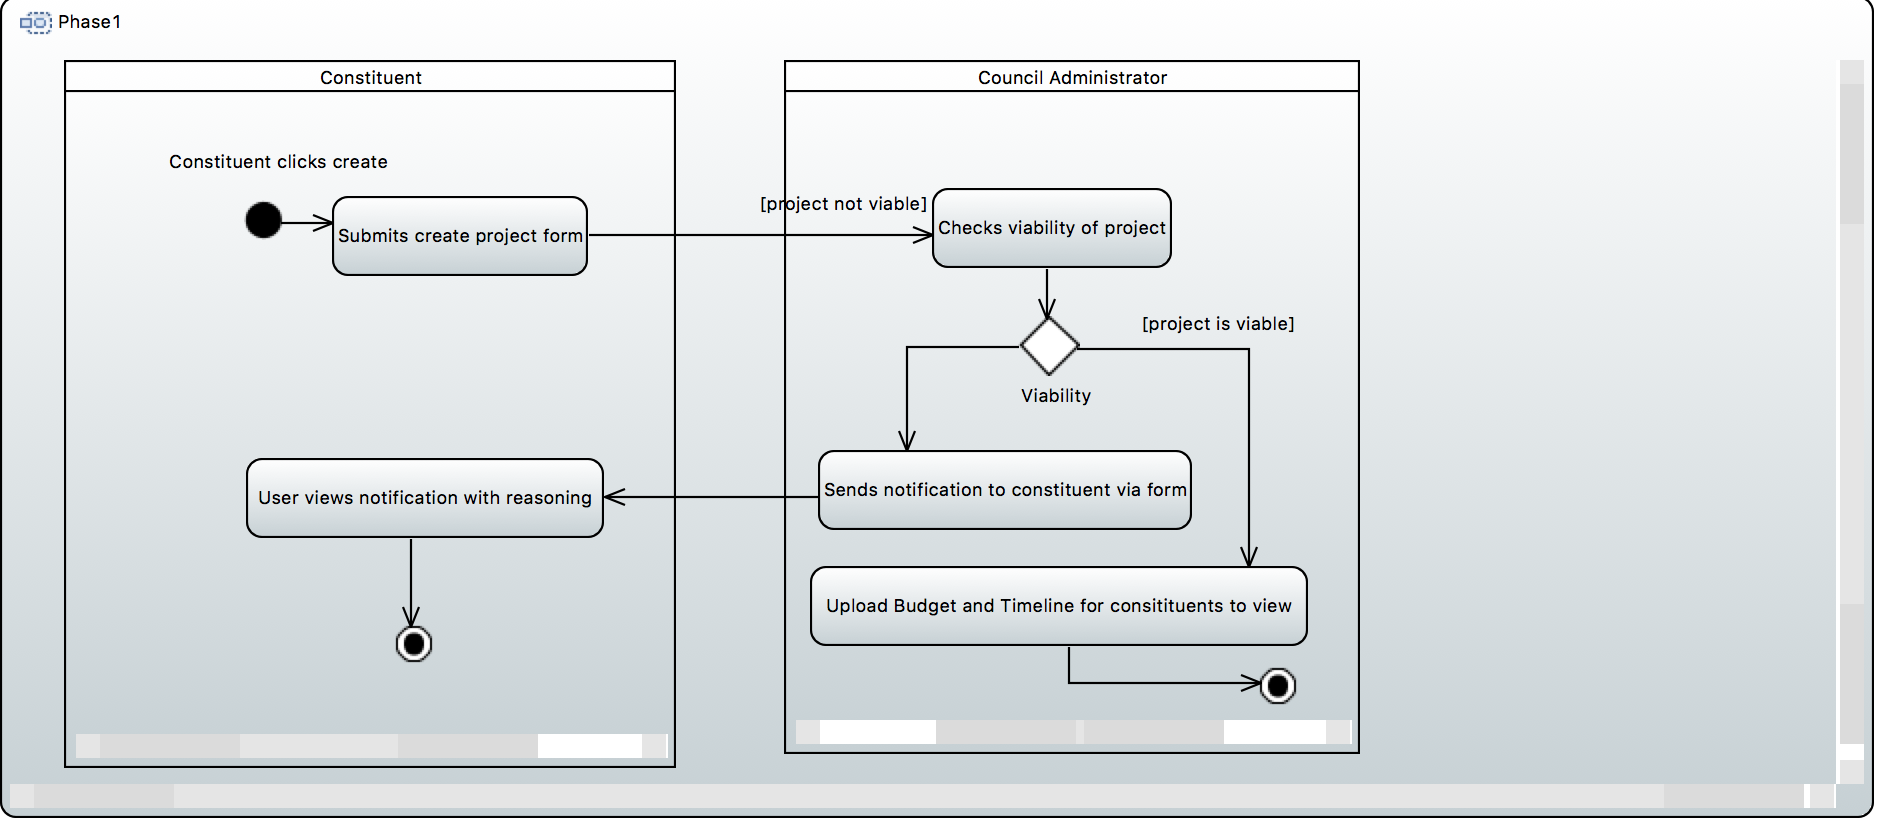 Phase1
Constituent
Council Administrator
Constituent clicks create
Submits create project form
[project not viable]
Checks viability of project
[project is viable]
Viability
User views notification with reasoning
Sends notification to constituent via form
Upload Budget and Timeline for consitituents to view